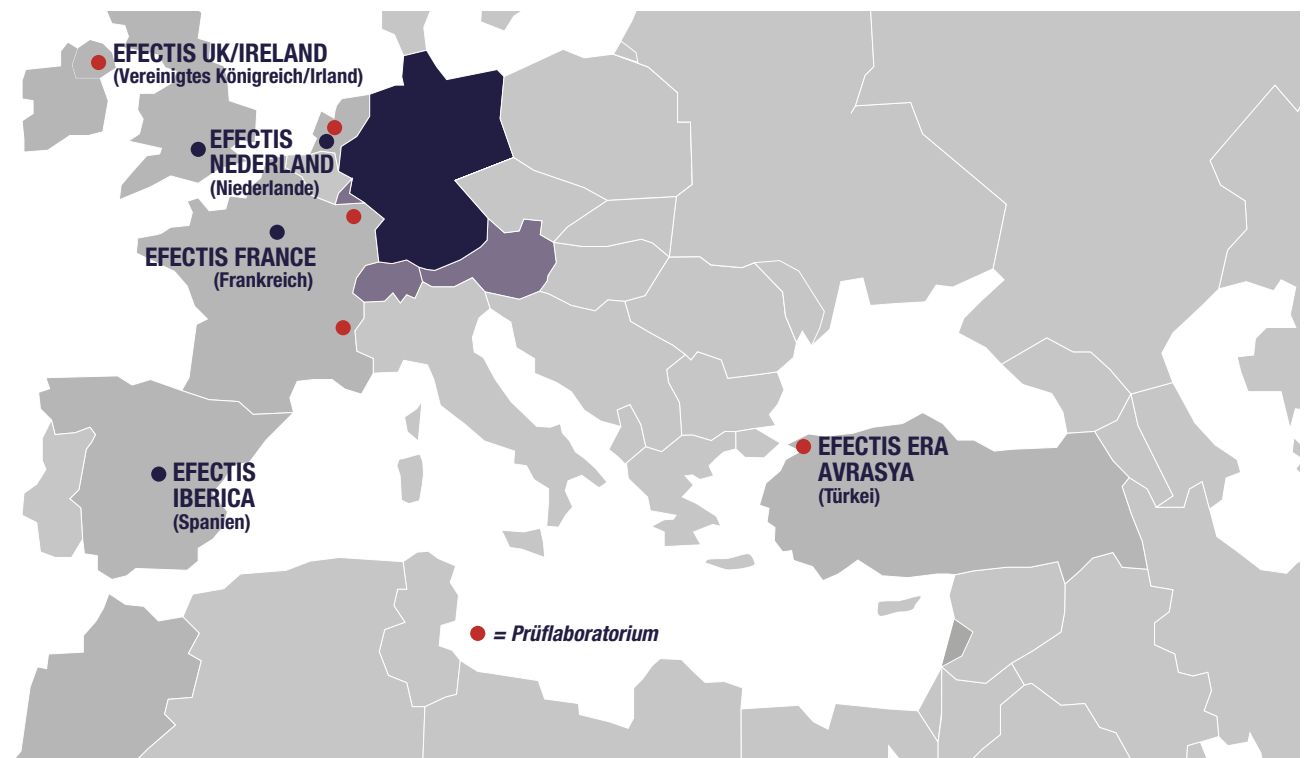 EFECTIS UK/IRELAND
(Vereinigtes Königreich/Irland)
EFECTIS
NEDERLAND
(Niederlande)
EFECTIS FRANCE
(Frankreich)
EFECTIS
IBERICA
(Spanien)
EFECTIS ERA
AVRASYA
(Türkei)
= Prüflaboratorium